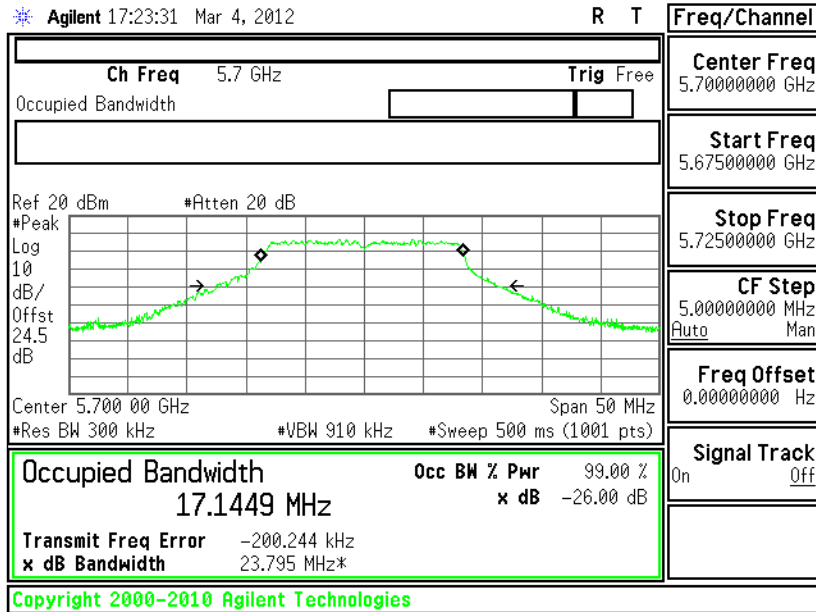 Agilent 17:23:31 Mar 4, 2012 R T
Freq/Channel
Ch Freq 5.7 GHz Trig Free
Occupied Bandwidth
Center Freq
5.70000000 GHz
Start Freq
5.67500000 GHz
Stop Freq
5.72500000 GHz
CF Step
5.00000000 MHz
Auto Man
Freq Offset
0.00000000 Hz
Signal Track
On Off
Ref 20 dBm #Atten 20 dB
#Peak
Log
10
dB/
Offst
24.5
dB
Center 5.700 00 GHz Span 50 MHz
#Res BW 300 kHz #VBW 910 kHz #Sweep 500 ms (1001 pts)
Occupied Bandwidth Occ BW % Pwr 99.00 %
17.1449 MHz x dB -26.00 dB
Transmit Freq Error -200.244 kHz
x dB Bandwidth 23.795 MHz*
Copyright 2000-2010 Agilent Technologies